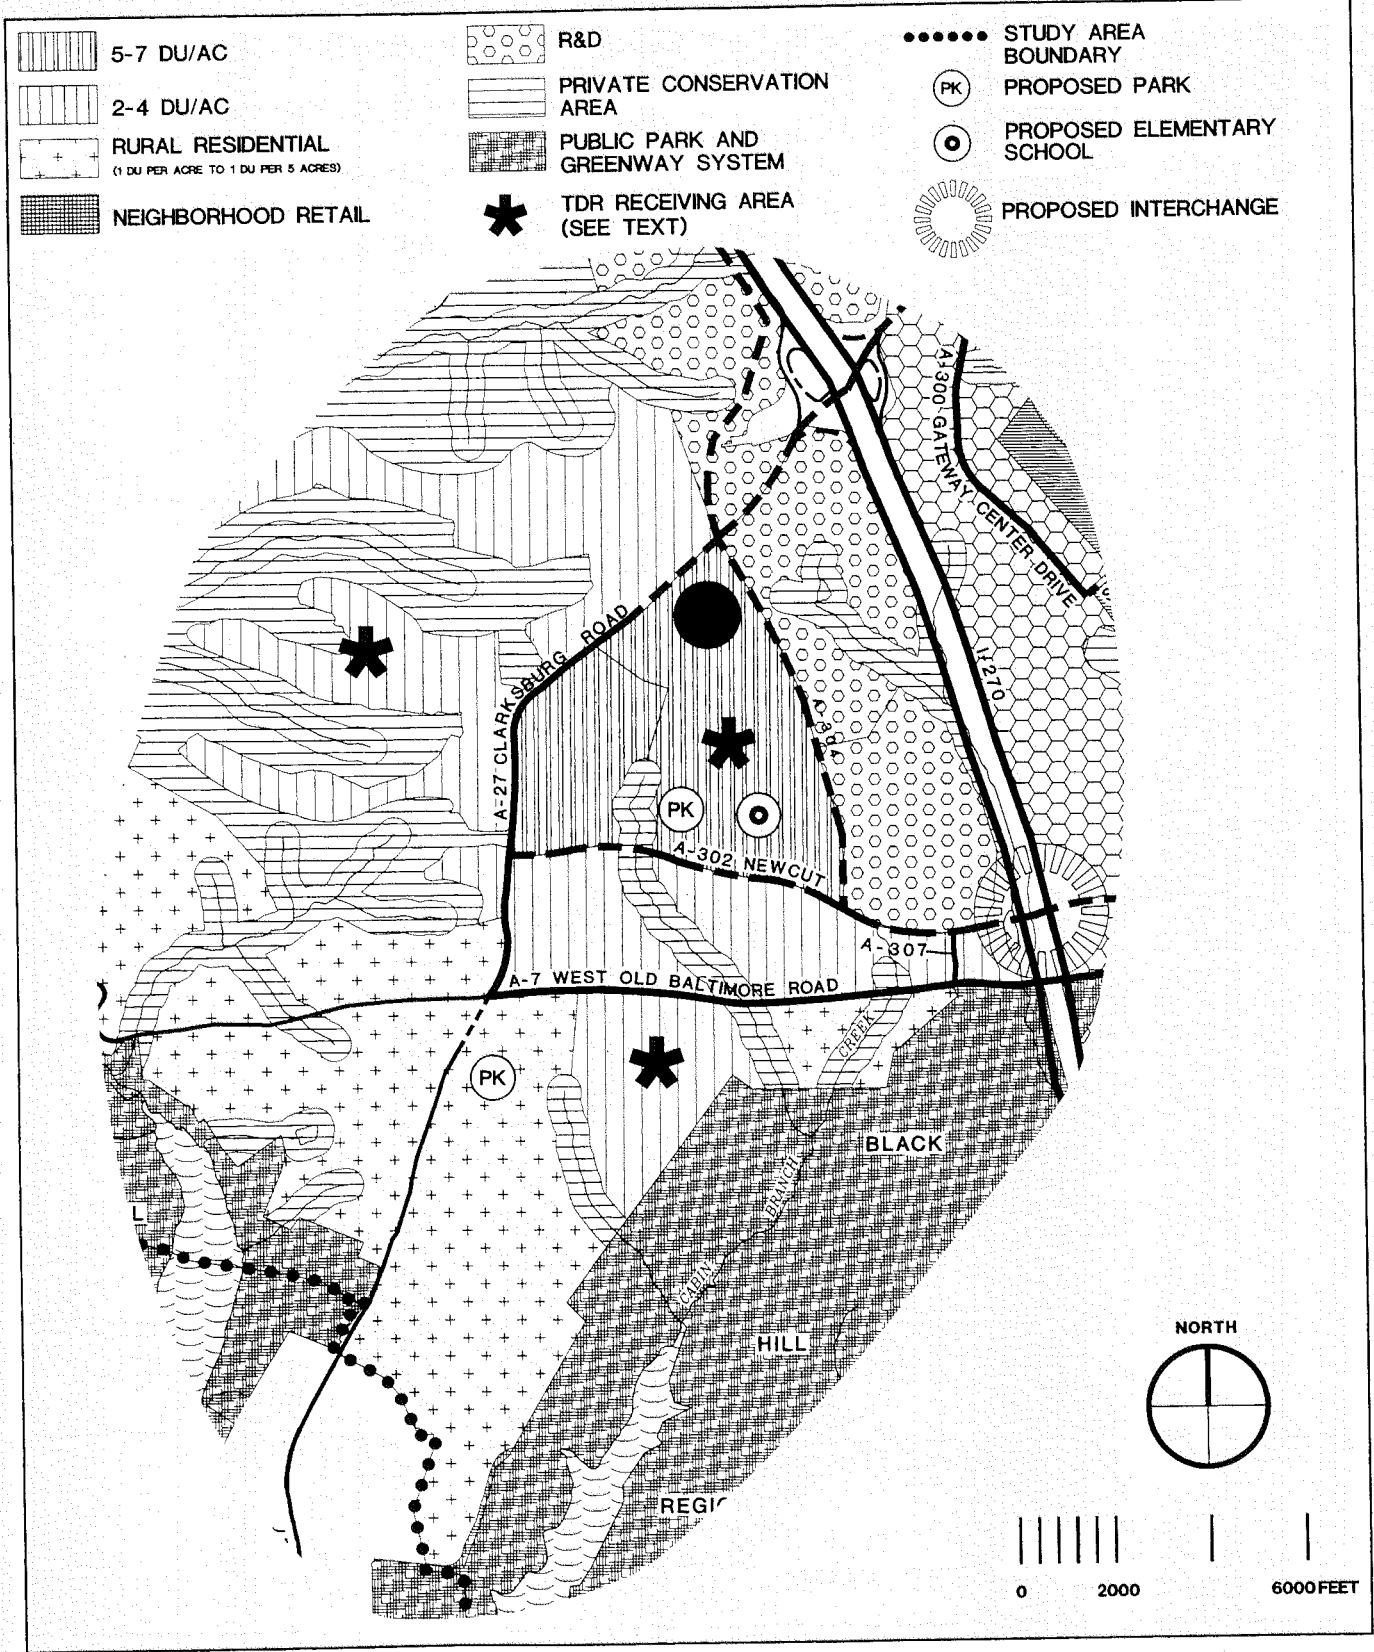 5-7 DU/AC
2-4 DU/AC
RURAL RESIDENTIAL
(1 DU PER ACRE TO 1 DU PER 5 ACRES)
NEIGHBORHOOD RETAIL
R&D
PRIVATE CONSERVATION
AREA
PUBLIC PARK AND
GREENWAY SYSTEM
TDR RECEIVING AREA
(SEE TEXT)
STUDY AREA
BOUNDARY
PK
PROPOSED PARK
PROPOSED ELEMENTARY
SCHOOL
PROPOSED INTERCHANGE
A-300 GATEWAY CENTER DRIVE
I-270
A-27 CLARKSBURG ROAD
A-304
PK
A-302 NEWCUT
A-307
A-7 WEST OLD BALTIMORE ROAD
CREEK
PK
BLACK
BRANCH
L
CABIN
HILL
REGIO
NORTH
0 2000 6000 FEET